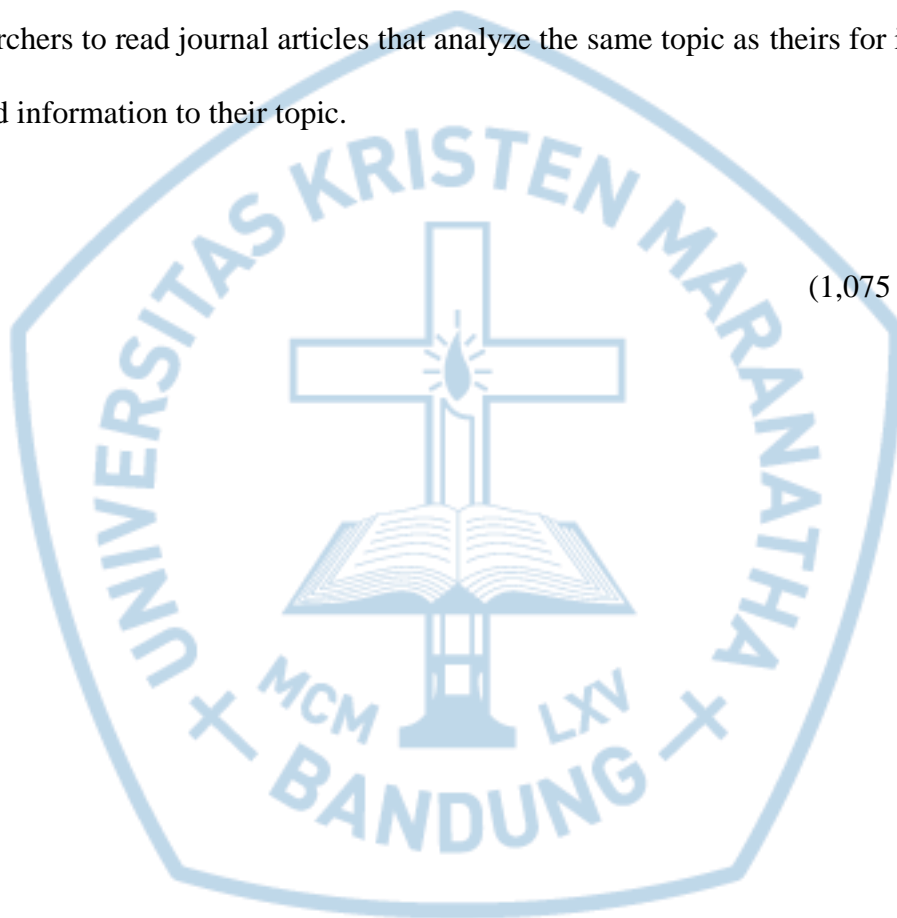 rchers to read journal articles that analyze the same topic as theirs for i
d information to their topic.
(1,075
UNIVERSITAS KRISTEN MARANATHA
MCM LXV
BANDUNG